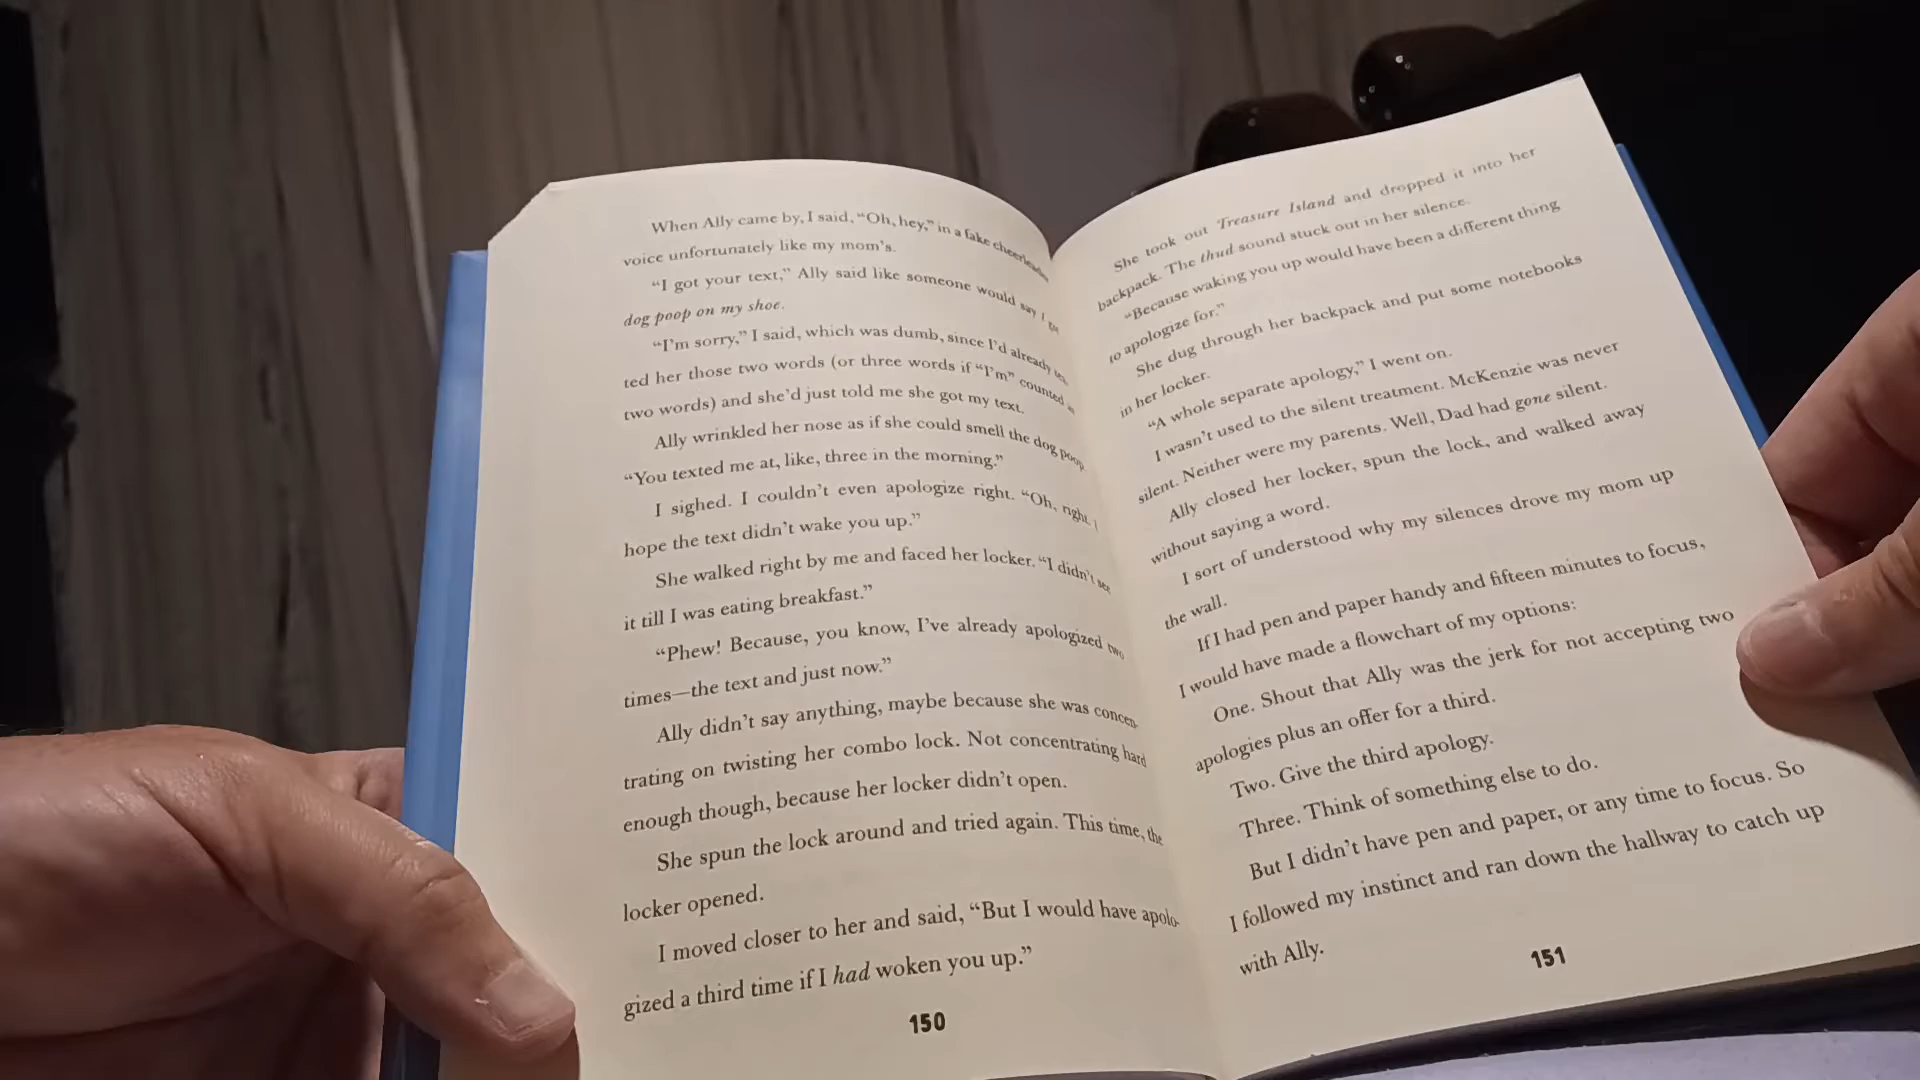 When Ally came by, I said, “Oh, hey,” in a fake cheerleader
voice unfortunately like my mom’s.
“I got your text,” Ally said like someone would say I got
dog poop on my shoe.
“I’m sorry,” I said, which was dumb, since I’d already tex-
ted her those two words (or three words if “I’m” counted as
two words) and she’d just told me she got my text.
Ally wrinkled her nose as if she could smell the dog poop.
“You texted me at, like, three in the morning.”
I sighed. I couldn’t even apologize right. “Oh, right. I
hope the text didn’t wake you up.”
She walked right by me and faced her locker. “I didn’t see
it till I was eating breakfast.”
“Phew! Because, you know, I’ve already apologized two
times—the text and just now.”
Ally didn’t say anything, maybe because she was concen-
trating on twisting her combo lock. Not concentrating hard
enough though, because her locker didn’t open.
She spun the lock around and tried again. This time, the
locker opened.
I moved closer to her and said, “But I would have apolo-
gized a third time if I had woken you up.”
150
She took out Treasure Island and dropped it into her
backpack. The thud sound stuck out in her silence.
“Because waking you up would have been a different thing
to apologize for.”
She dug through her backpack and put some notebooks
in her locker.
“A whole separate apology,” I went on.
I wasn’t used to the silent treatment. McKenzie was never
silent. Neither were my parents. Well, Dad had gone silent.
Ally closed her locker, spun the lock, and walked away
without saying a word.
I sort of understood why my silences drove my mom up
the wall.
If I had pen and paper handy and fifteen minutes to focus,
I would have made a flowchart of my options:
One. Shout that Ally was the jerk for not accepting two
apologies plus an offer for a third.
Two. Give the third apology.
Three. Think of something else to do.
But I didn’t have pen and paper, or any time to focus. So
I followed my instinct and ran down the hallway to catch up
with Ally.
151